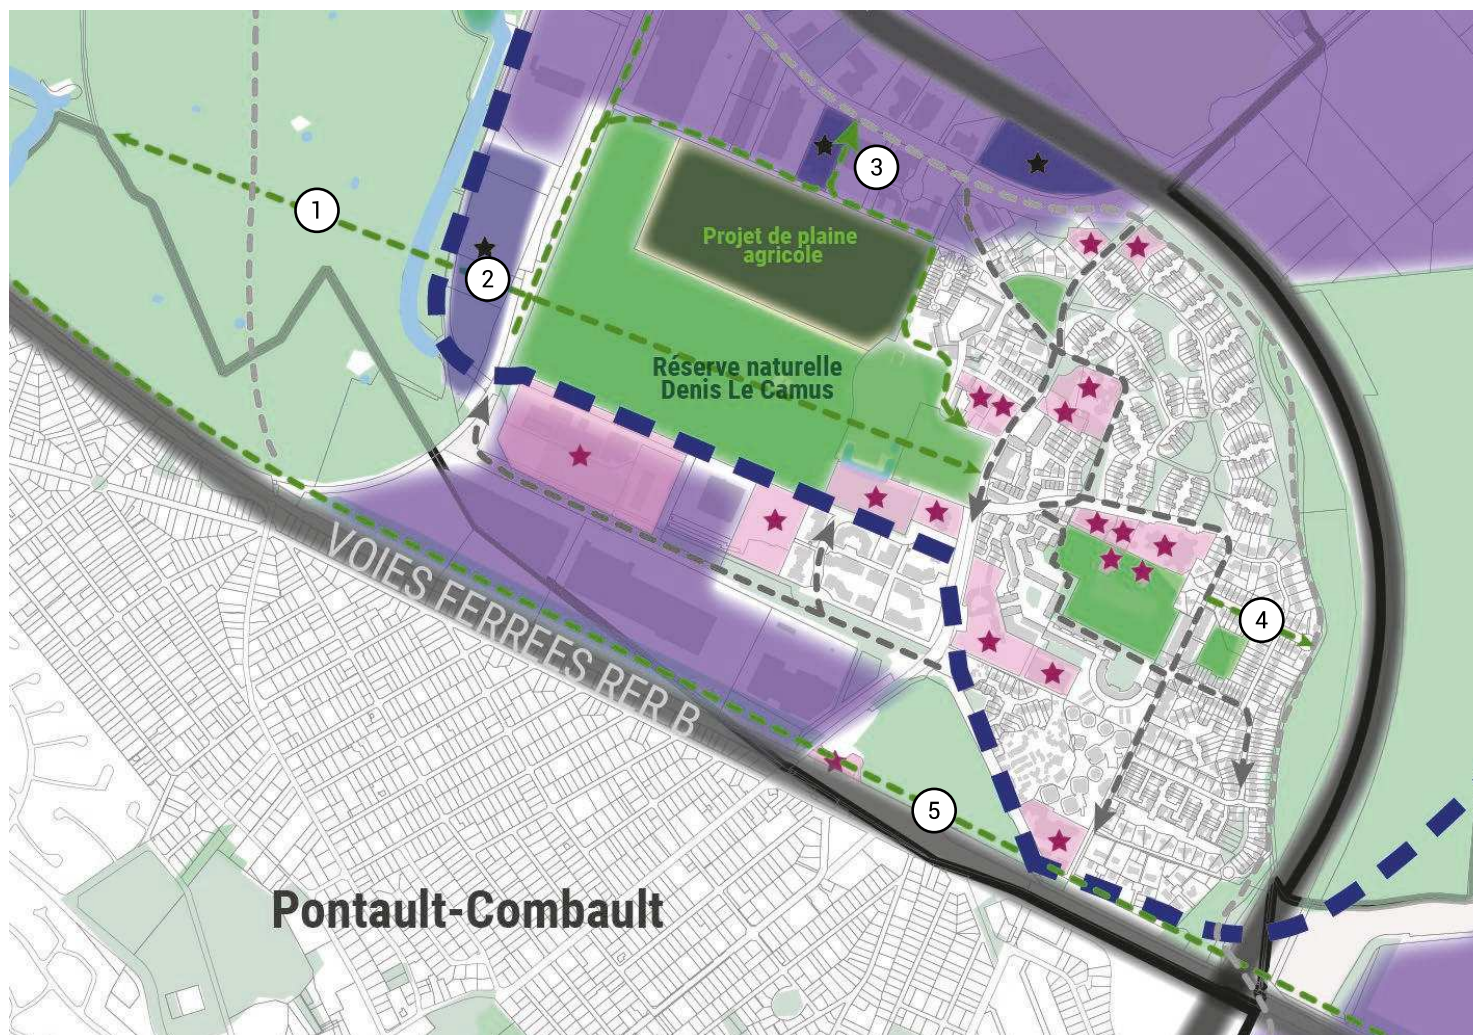 3
1
Projet de plaine
agricole
2
Réserve naturelle
Denis Le Camus
VOIES FERREES RER B
4
5
Pontault-Combault